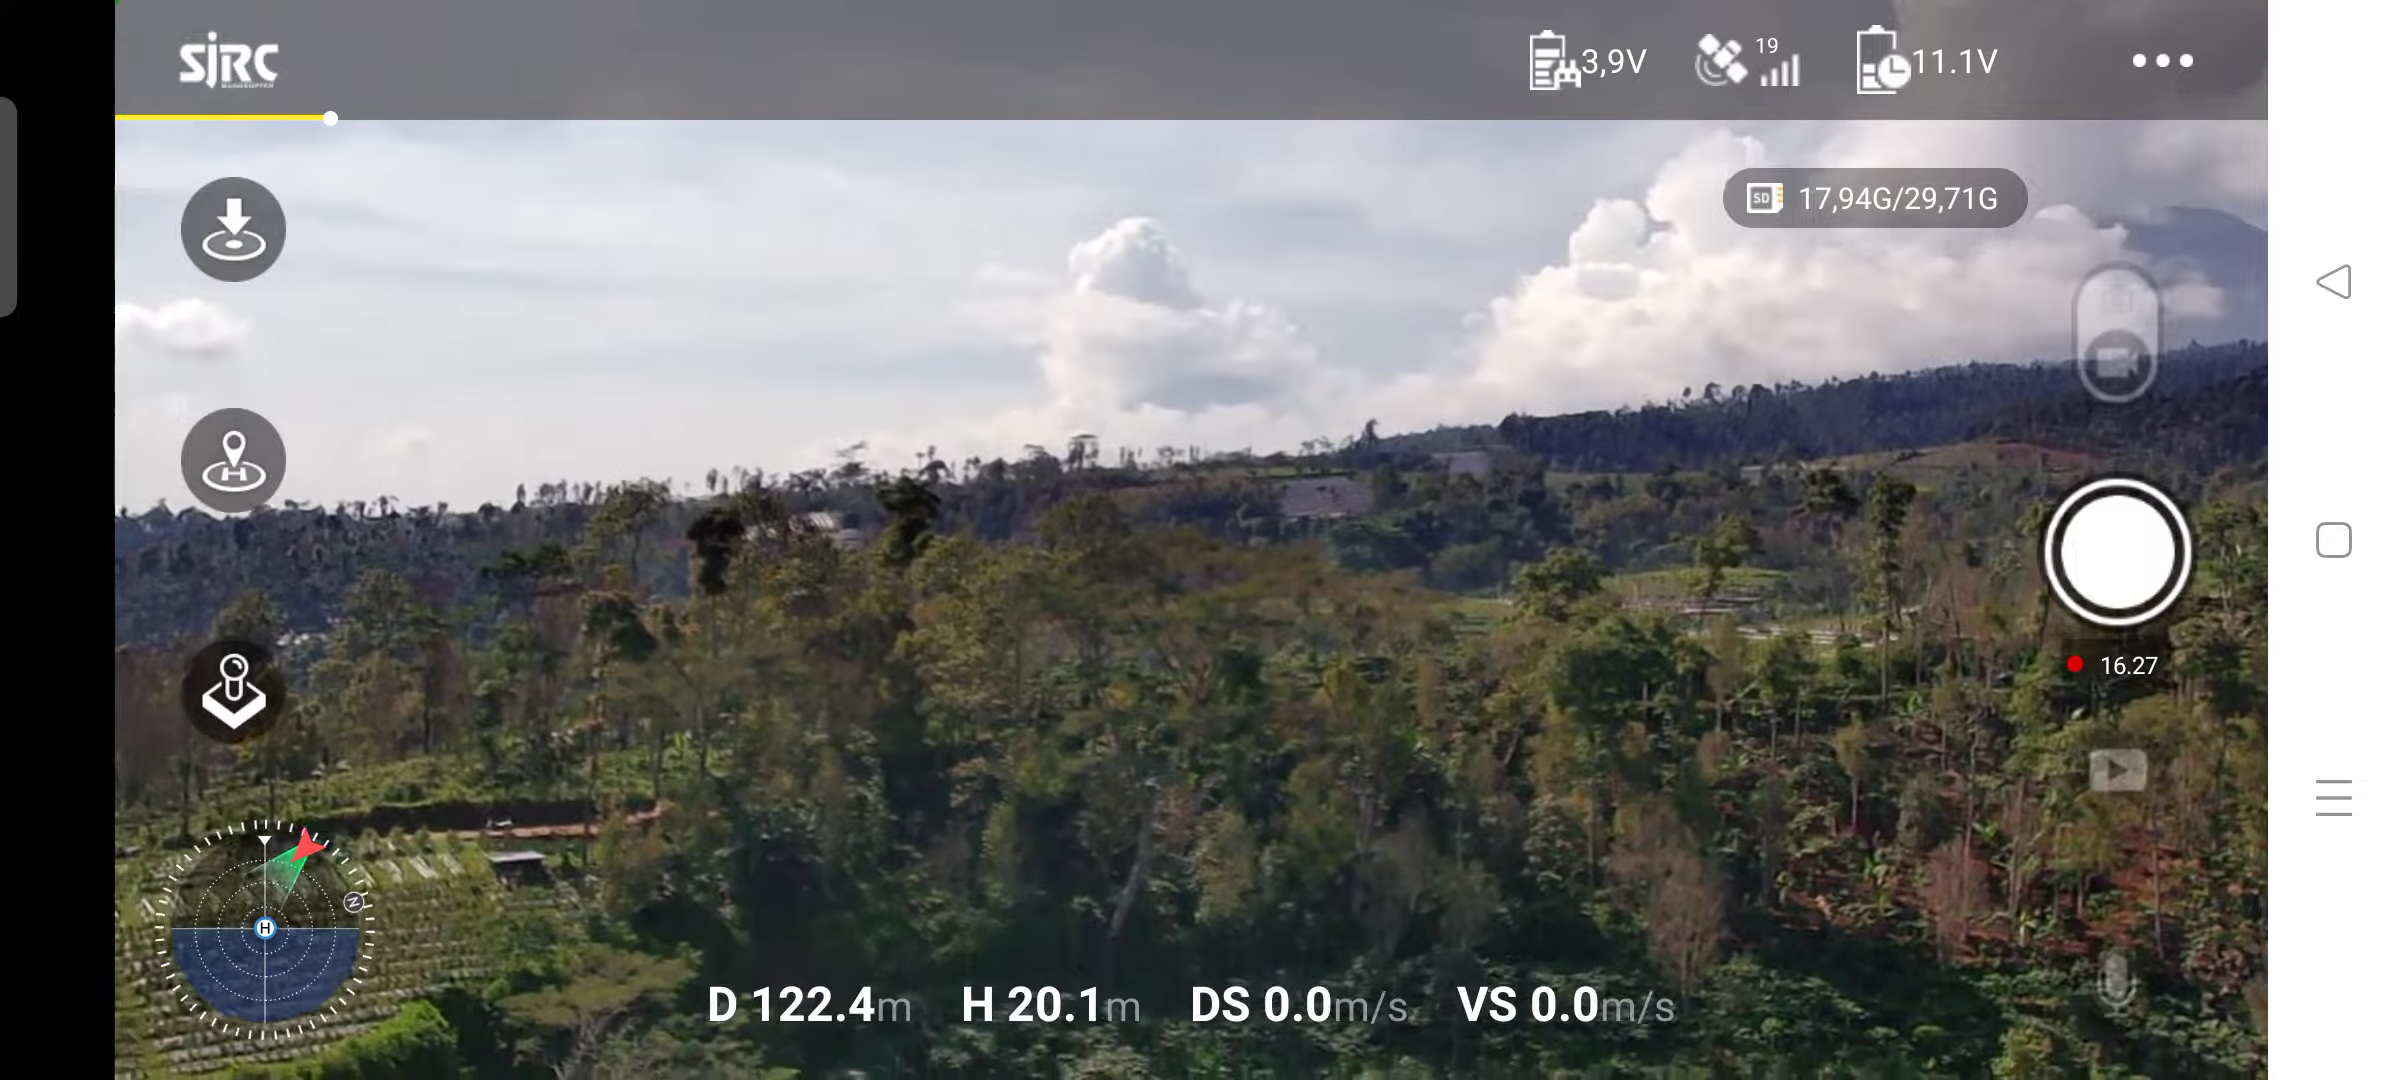 SJRC
3,9V
19
11.1V
SD 17,94G/29,71G
16.27
N
H
D 122.4m H 20.1m DS 0.0m/s VS 0.0m/s